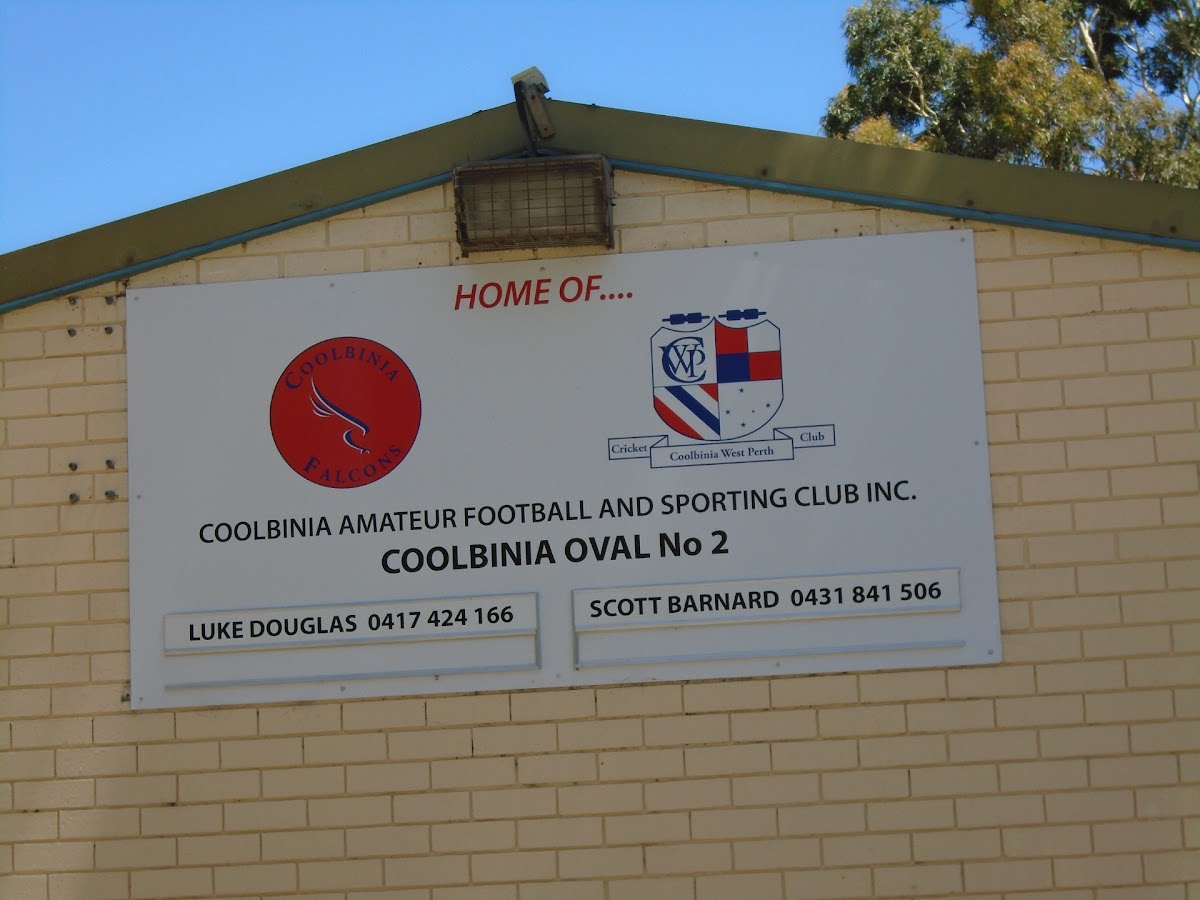 HOME OF....
COOLBINIA
FALCONS
CWP
Cricket
Coolbinia West Perth
Club
COOLBINIA AMATEUR FOOTBALL AND SPORTING CLUB INC.
COOLBINIA OVAL No 2
LUKE DOUGLAS 0417 424 166
SCOTT BARNARD 0431 841 506